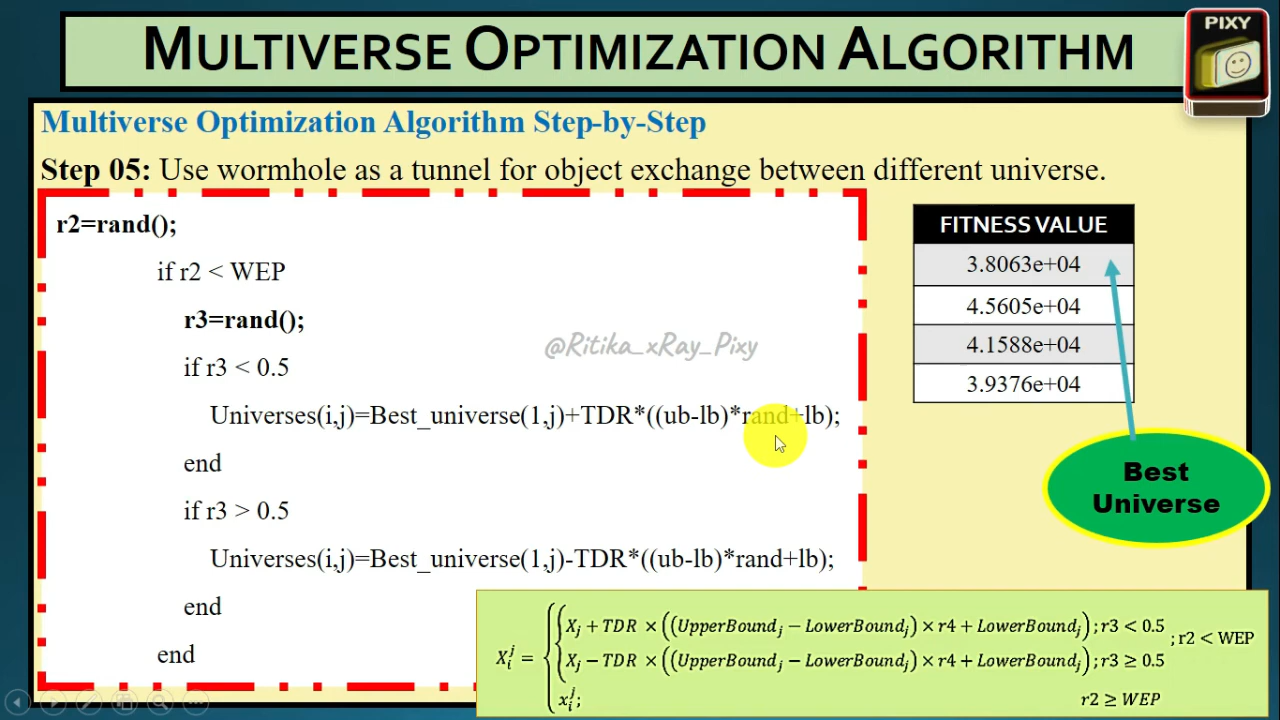 MULTIVERSE OPTIMIZATION ALGORITHM
PIXY
Multiverse Optimization Algorithm Step-by-Step
Step 05: Use wormhole as a tunnel for object exchange between different universe.
r2=rand();
if r2 < WEP
r3=rand();
if r3 < 0.5
Universes(i,j)=Best_universe(1,j)+TDR*((ub-lb)*rand+lb);
end
if r3 > 0.5
Universes(i,j)=Best_universe(1,j)-TDR*((ub-lb)*rand+lb);
end
end
@Ritika_xRay_Pixy
FITNESS VALUE
3.8063e+04
4.5605e+04
4.1588e+04
3.9376e+04
Best
Universe
X_i^j = { { X_j + TDR × ((UpperBound_j − LowerBound_j) × r4 + LowerBound_j) ; r3 < 0.5
X_j − TDR × ((UpperBound_j − LowerBound_j) × r4 + LowerBound_j) ; r3 ≥ 0.5 ; r2 < WEP
x_i^j; r2 ≥ WEP